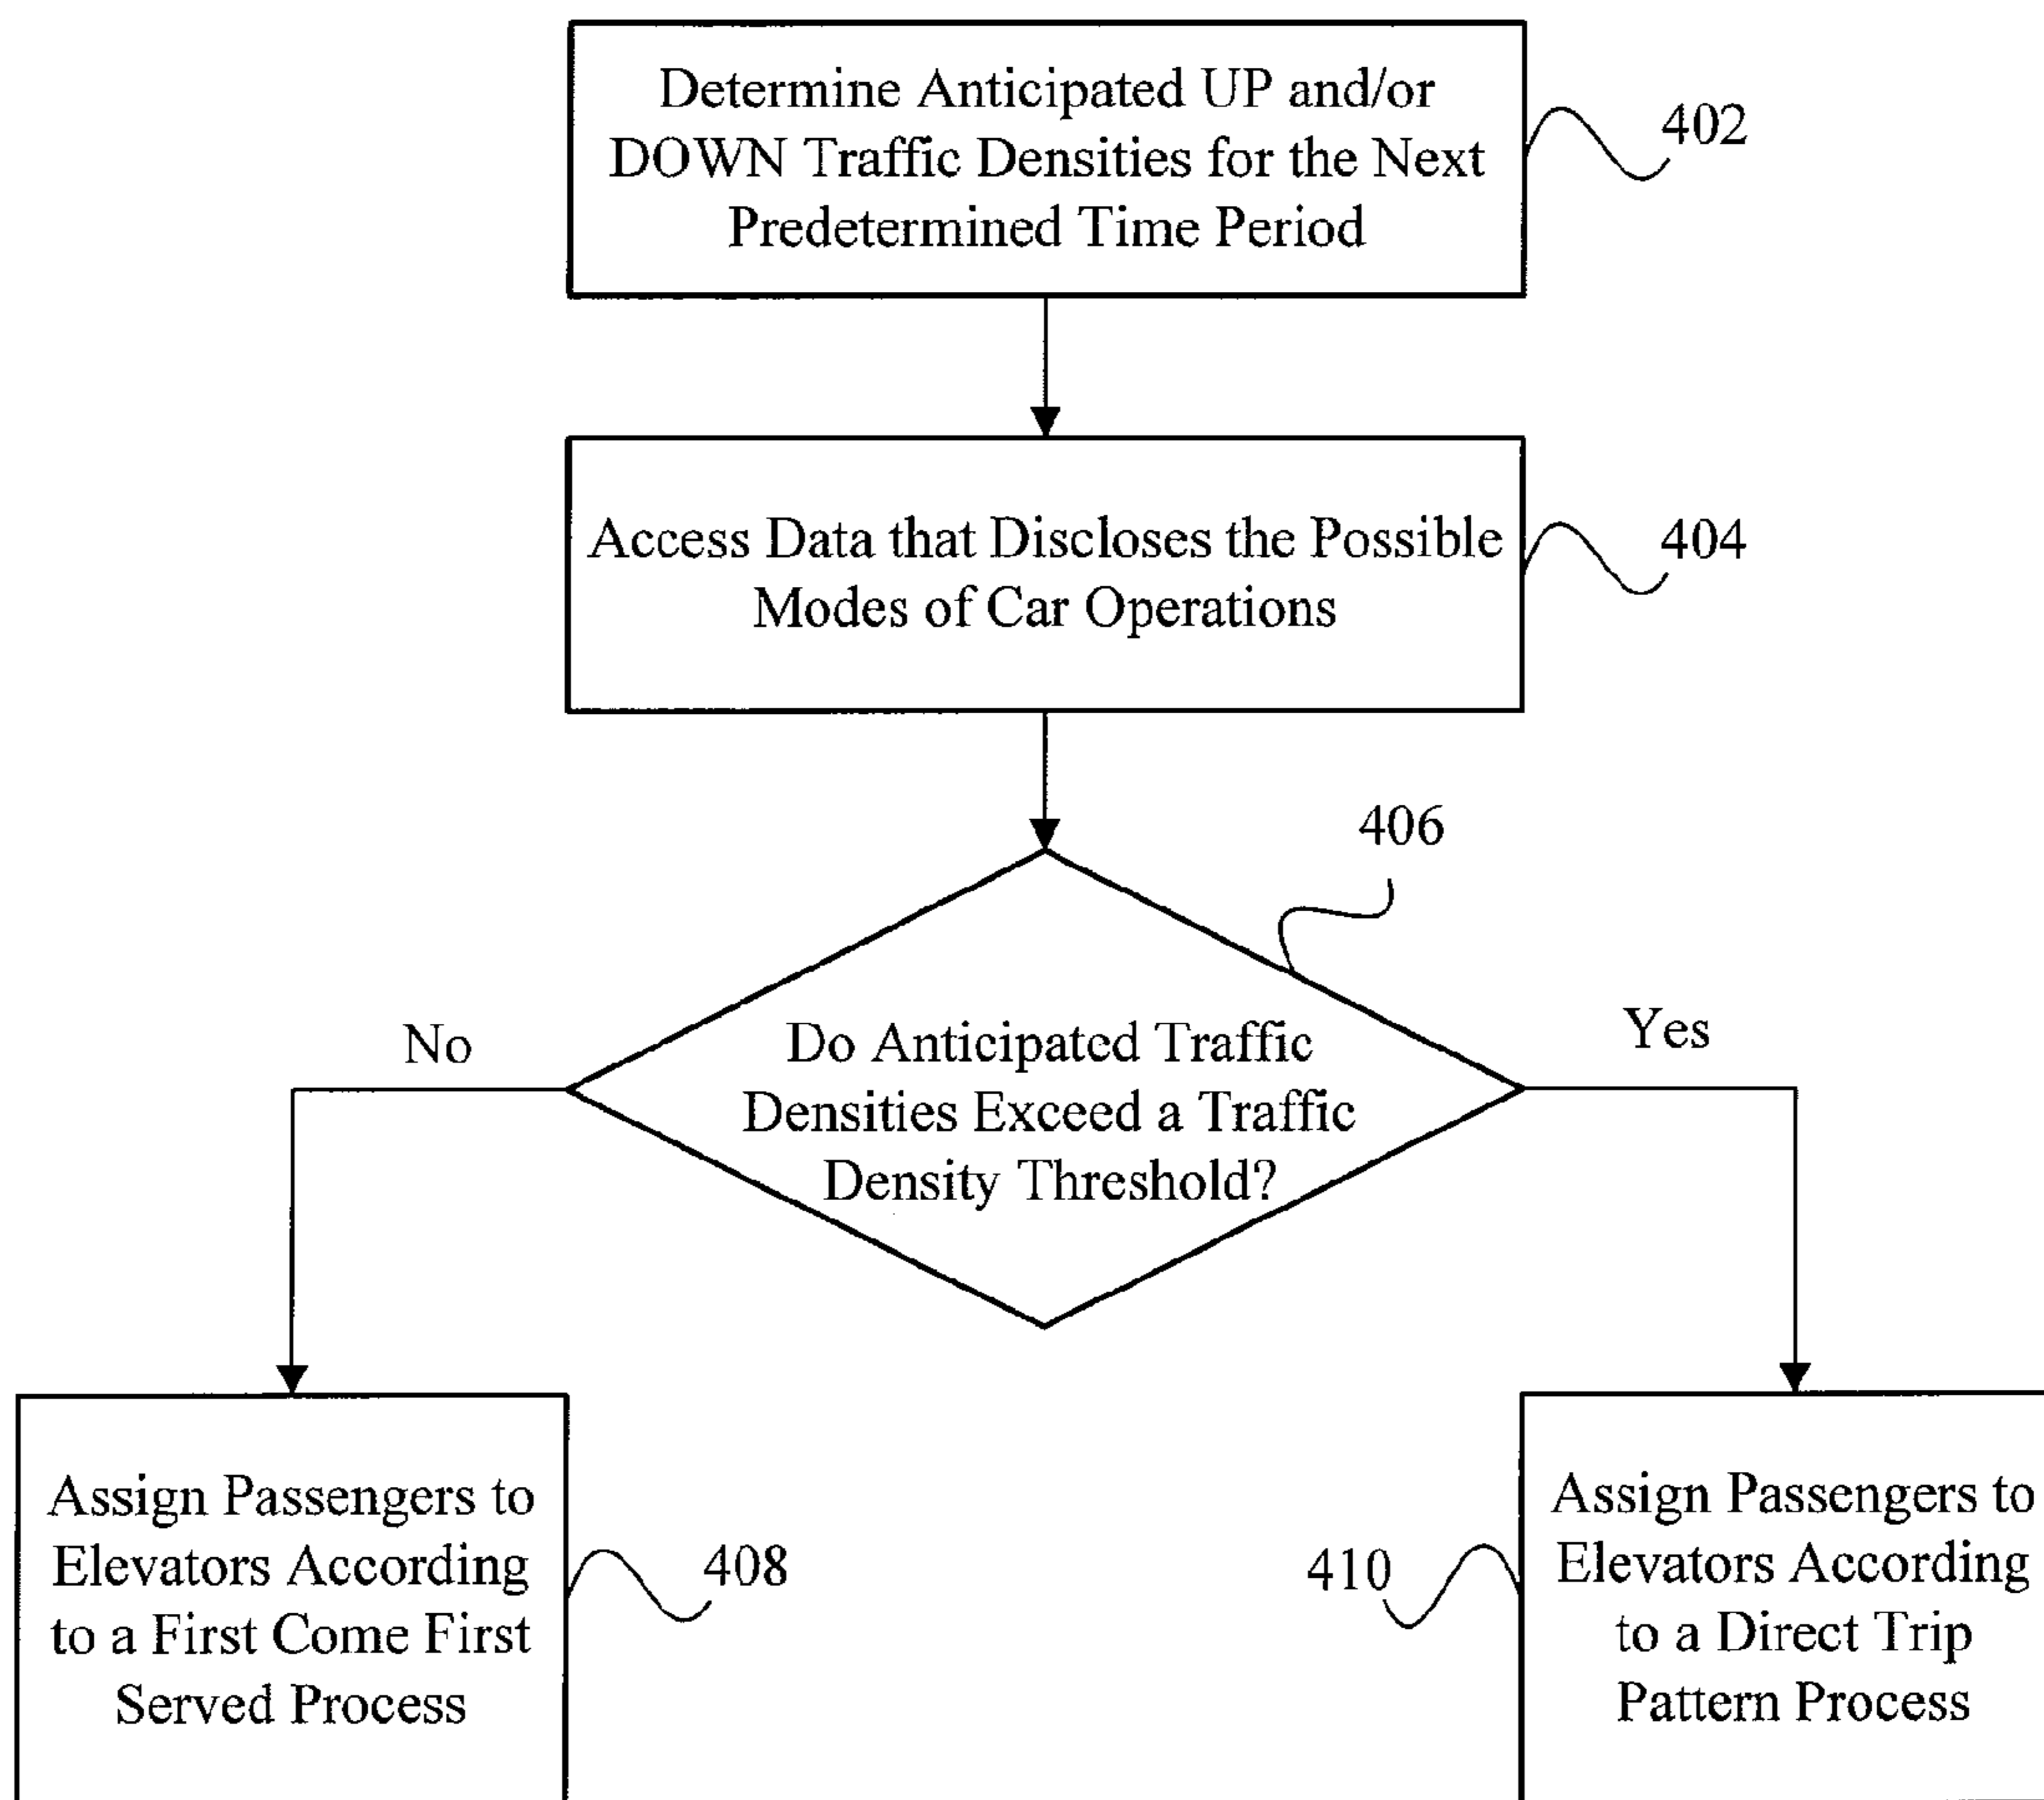 Determine Anticipated UP and/or
DOWN Traffic Densities for the Next
Predetermined Time Period
402
Access Data that Discloses the Possible
Modes of Car Operations
404
406
No
Yes
Do Anticipated Traffic
Densities Exceed a Traffic
Density Threshold?
Assign Passengers to
Elevators According
to a First Come First
Served Process
408
410
Assign Passengers to
Elevators According
to a Direct Trip
Pattern Process